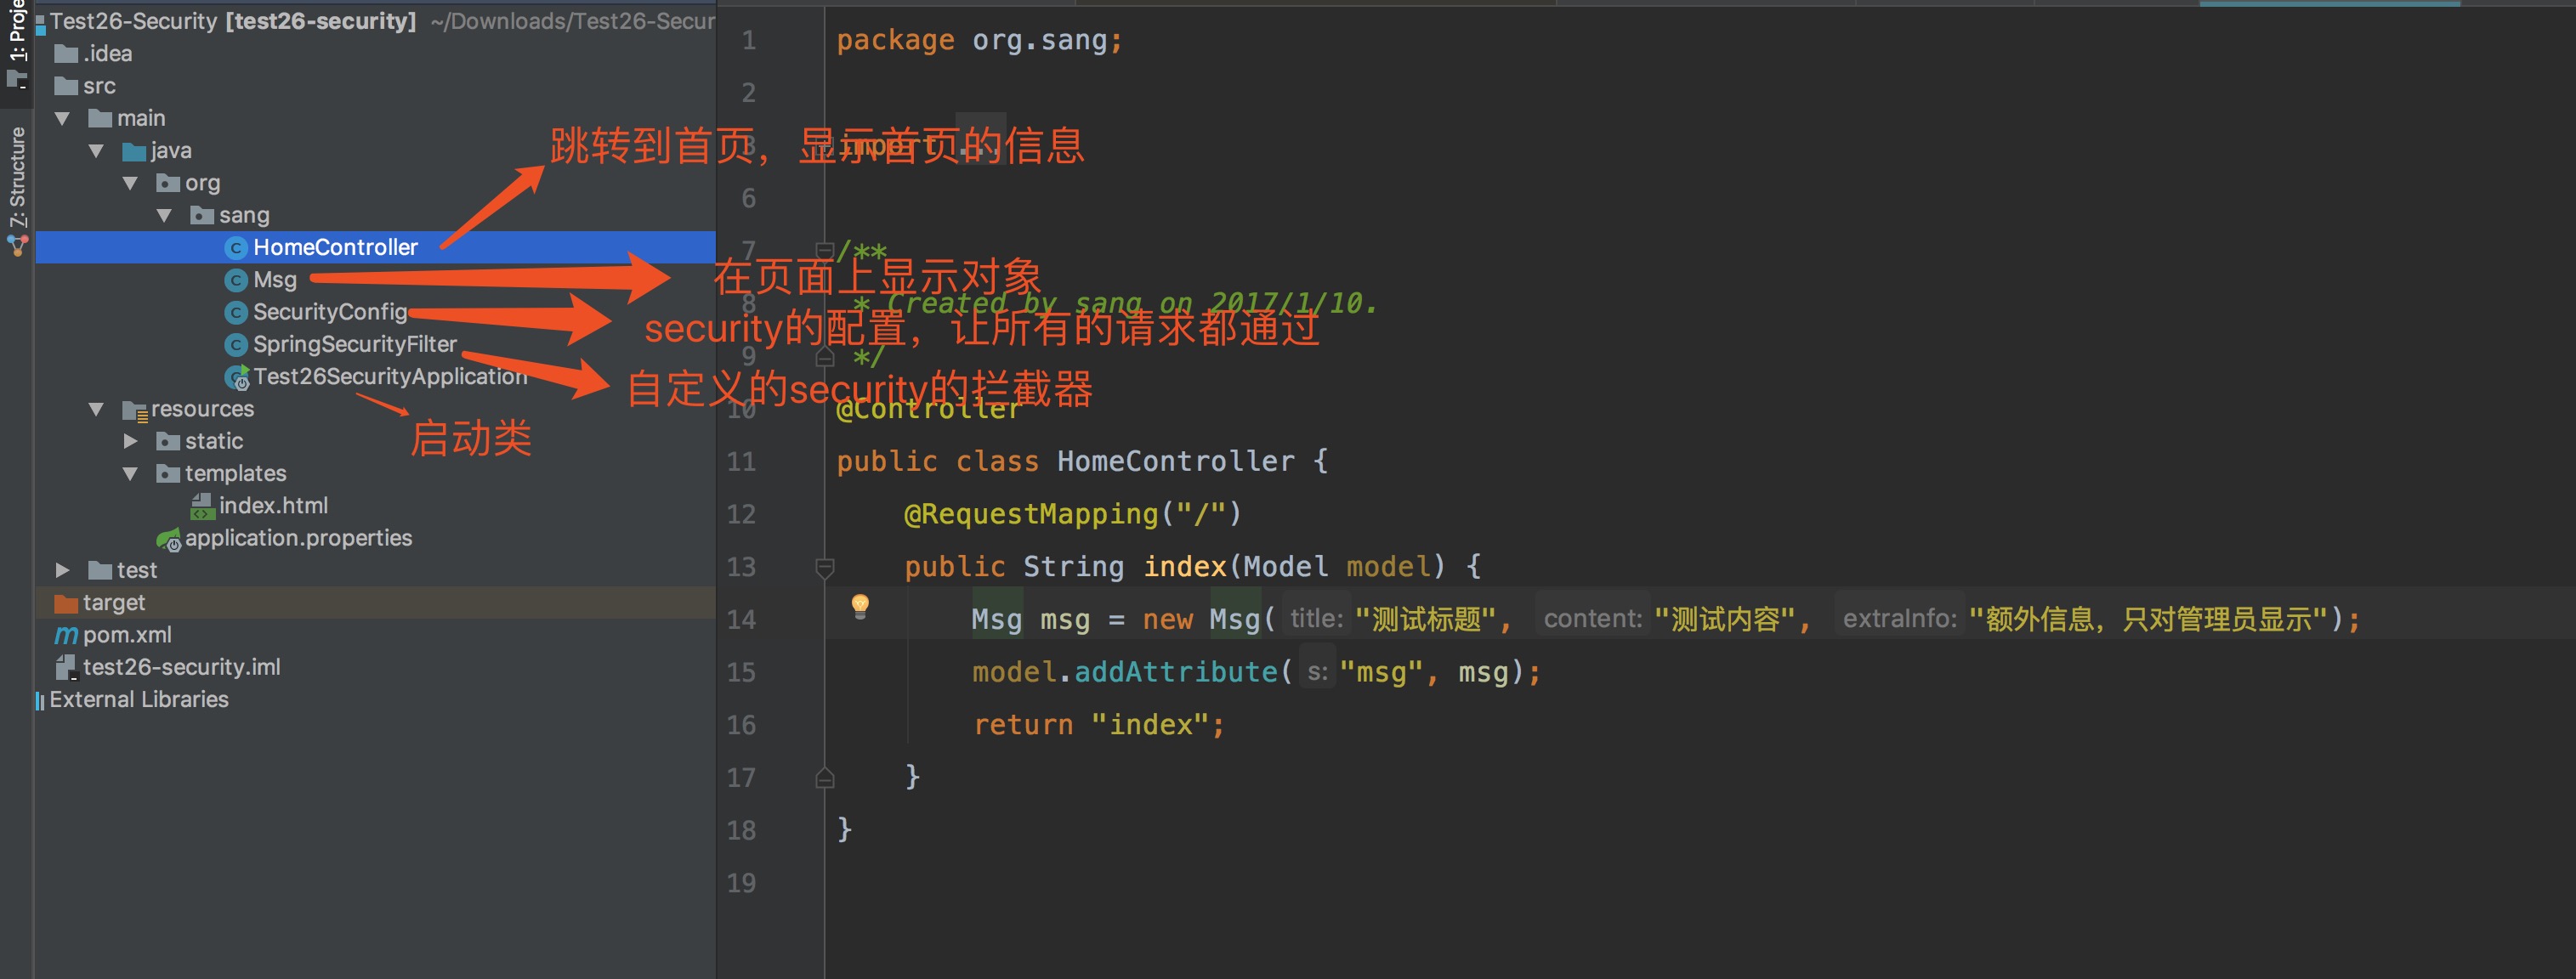 1: Proje
Z: Structure
Test26-Security [test26-security] ~/Downloads/Test26-Secur
.idea
src
main
java
org
sang
HomeController
Msg
SecurityConfig
SpringSecurityFilter
Test26SecurityApplication
resources
static
templates
index.html
application.properties
test
target
pom.xml
test26-security.iml
External Libraries
跳转到首页，显示首页的信息
在页面上显示对象
security的配置，让所有的请求都通过
自定义的security的拦截器
启动类
1 package org.sang;
2
3 import ...
6
7 /**
8 * Created by sang on 2017/1/10.
9 */
10 @Controller
11 public class HomeController {
12 @RequestMapping("/")
13 public String index(Model model) {
14 Msg msg = new Msg( title: "测试标题", content: "测试内容", extraInfo: "额外信息，只对管理员显示");
15 model.addAttribute( s: "msg", msg);
16 return "index";
17 }
18 }
19